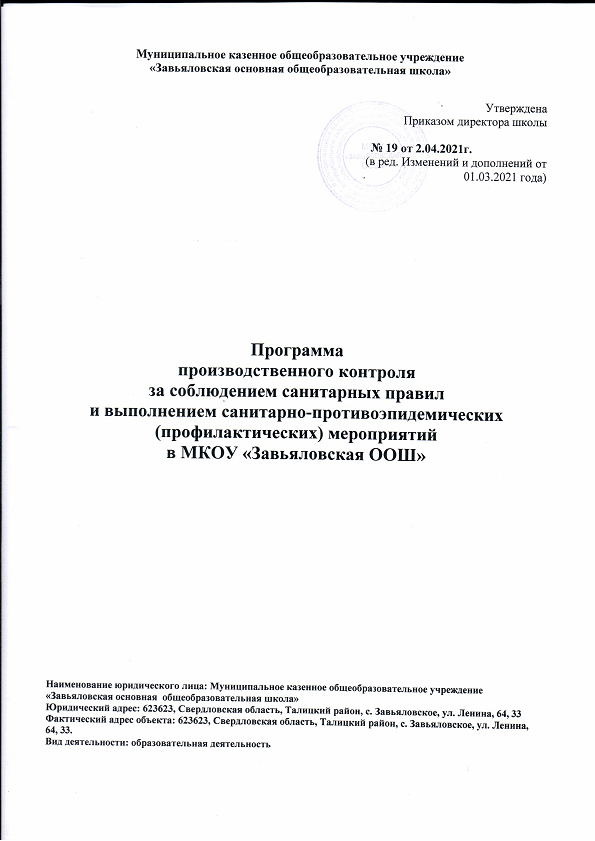 Муниципальное казенное общеобразовательное учреждение
«Завьяловская основная общеобразовательная школа»
Утверждена
Приказом директора школы
№ 19 от 2.04.2021г.
(в ред. Изменений и дополнений от
01.03.2021 года)
Программа
производственного контроля
за соблюдением санитарных правил
и выполнением санитарно-противоэпидемических
(профилактических) мероприятий
в МКОУ «Завьяловская ООШ»
Наименование юридического лица: Муниципальное казенное общеобразовательное учреждение
«Завьяловская основная общеобразовательная школа»
Юридический адрес: 623623, Свердловская область, Талицкий район, с. Завьяловское, ул. Ленина, 64, 33
Фактический адрес объекта: 623623, Свердловская область, Талицкий район, с. Завьяловское, ул. Ленина,
64, 33.
Вид деятельности: образовательная деятельность